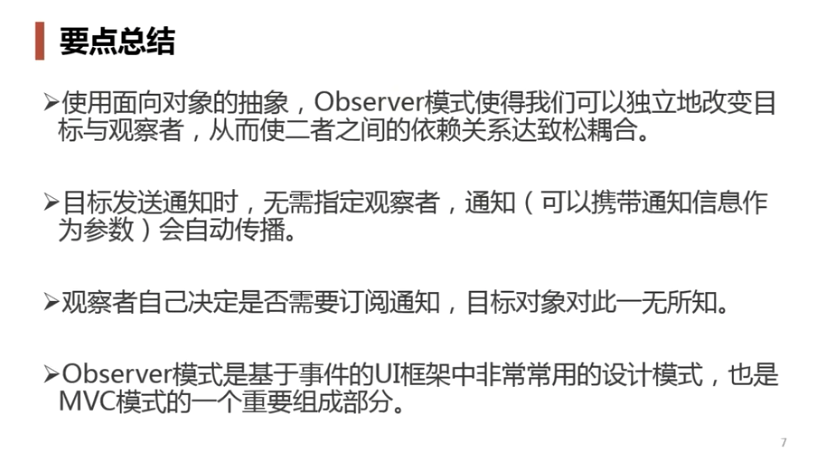 要点总结
➢使用面向对象的抽象，Observer模式使得我们可以独立地改变目
标与观察者，从而使二者之间的依赖关系达致松耦合。
➢目标发送通知时，无需指定观察者，通知（可以携带通知信息作
为参数）会自动传播。
➢观察者自己决定是否需要订阅通知，目标对象对此一无所知。
➢Observer模式是基于事件的UI框架中非常常用的设计模式，也是
MVC模式的一个重要组成部分。
7